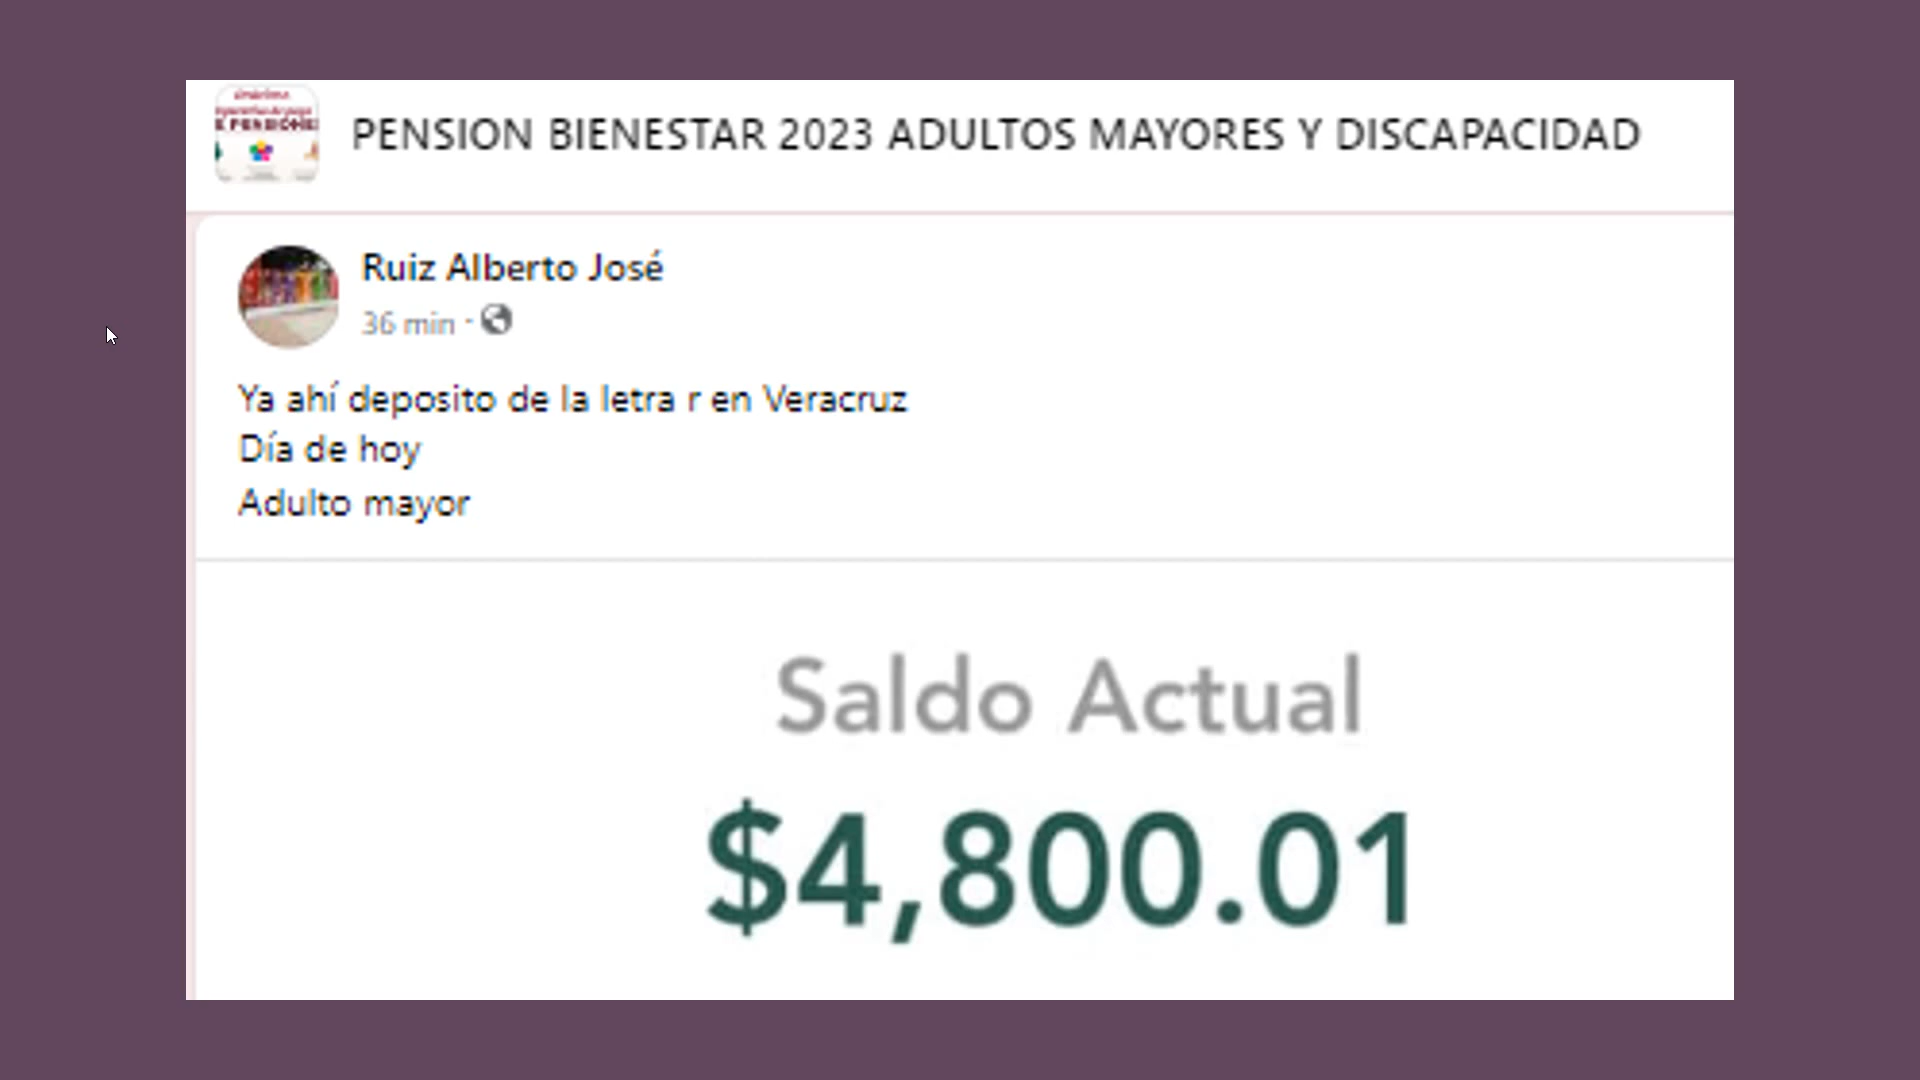 PENSION BIENESTAR 2023 ADULTOS MAYORES Y DISCAPACIDAD
Ruiz Alberto José
36 min ·
Ya ahí deposito de la letra r en Veracruz
Día de hoy
Adulto mayor
Saldo Actual
$4,800.01